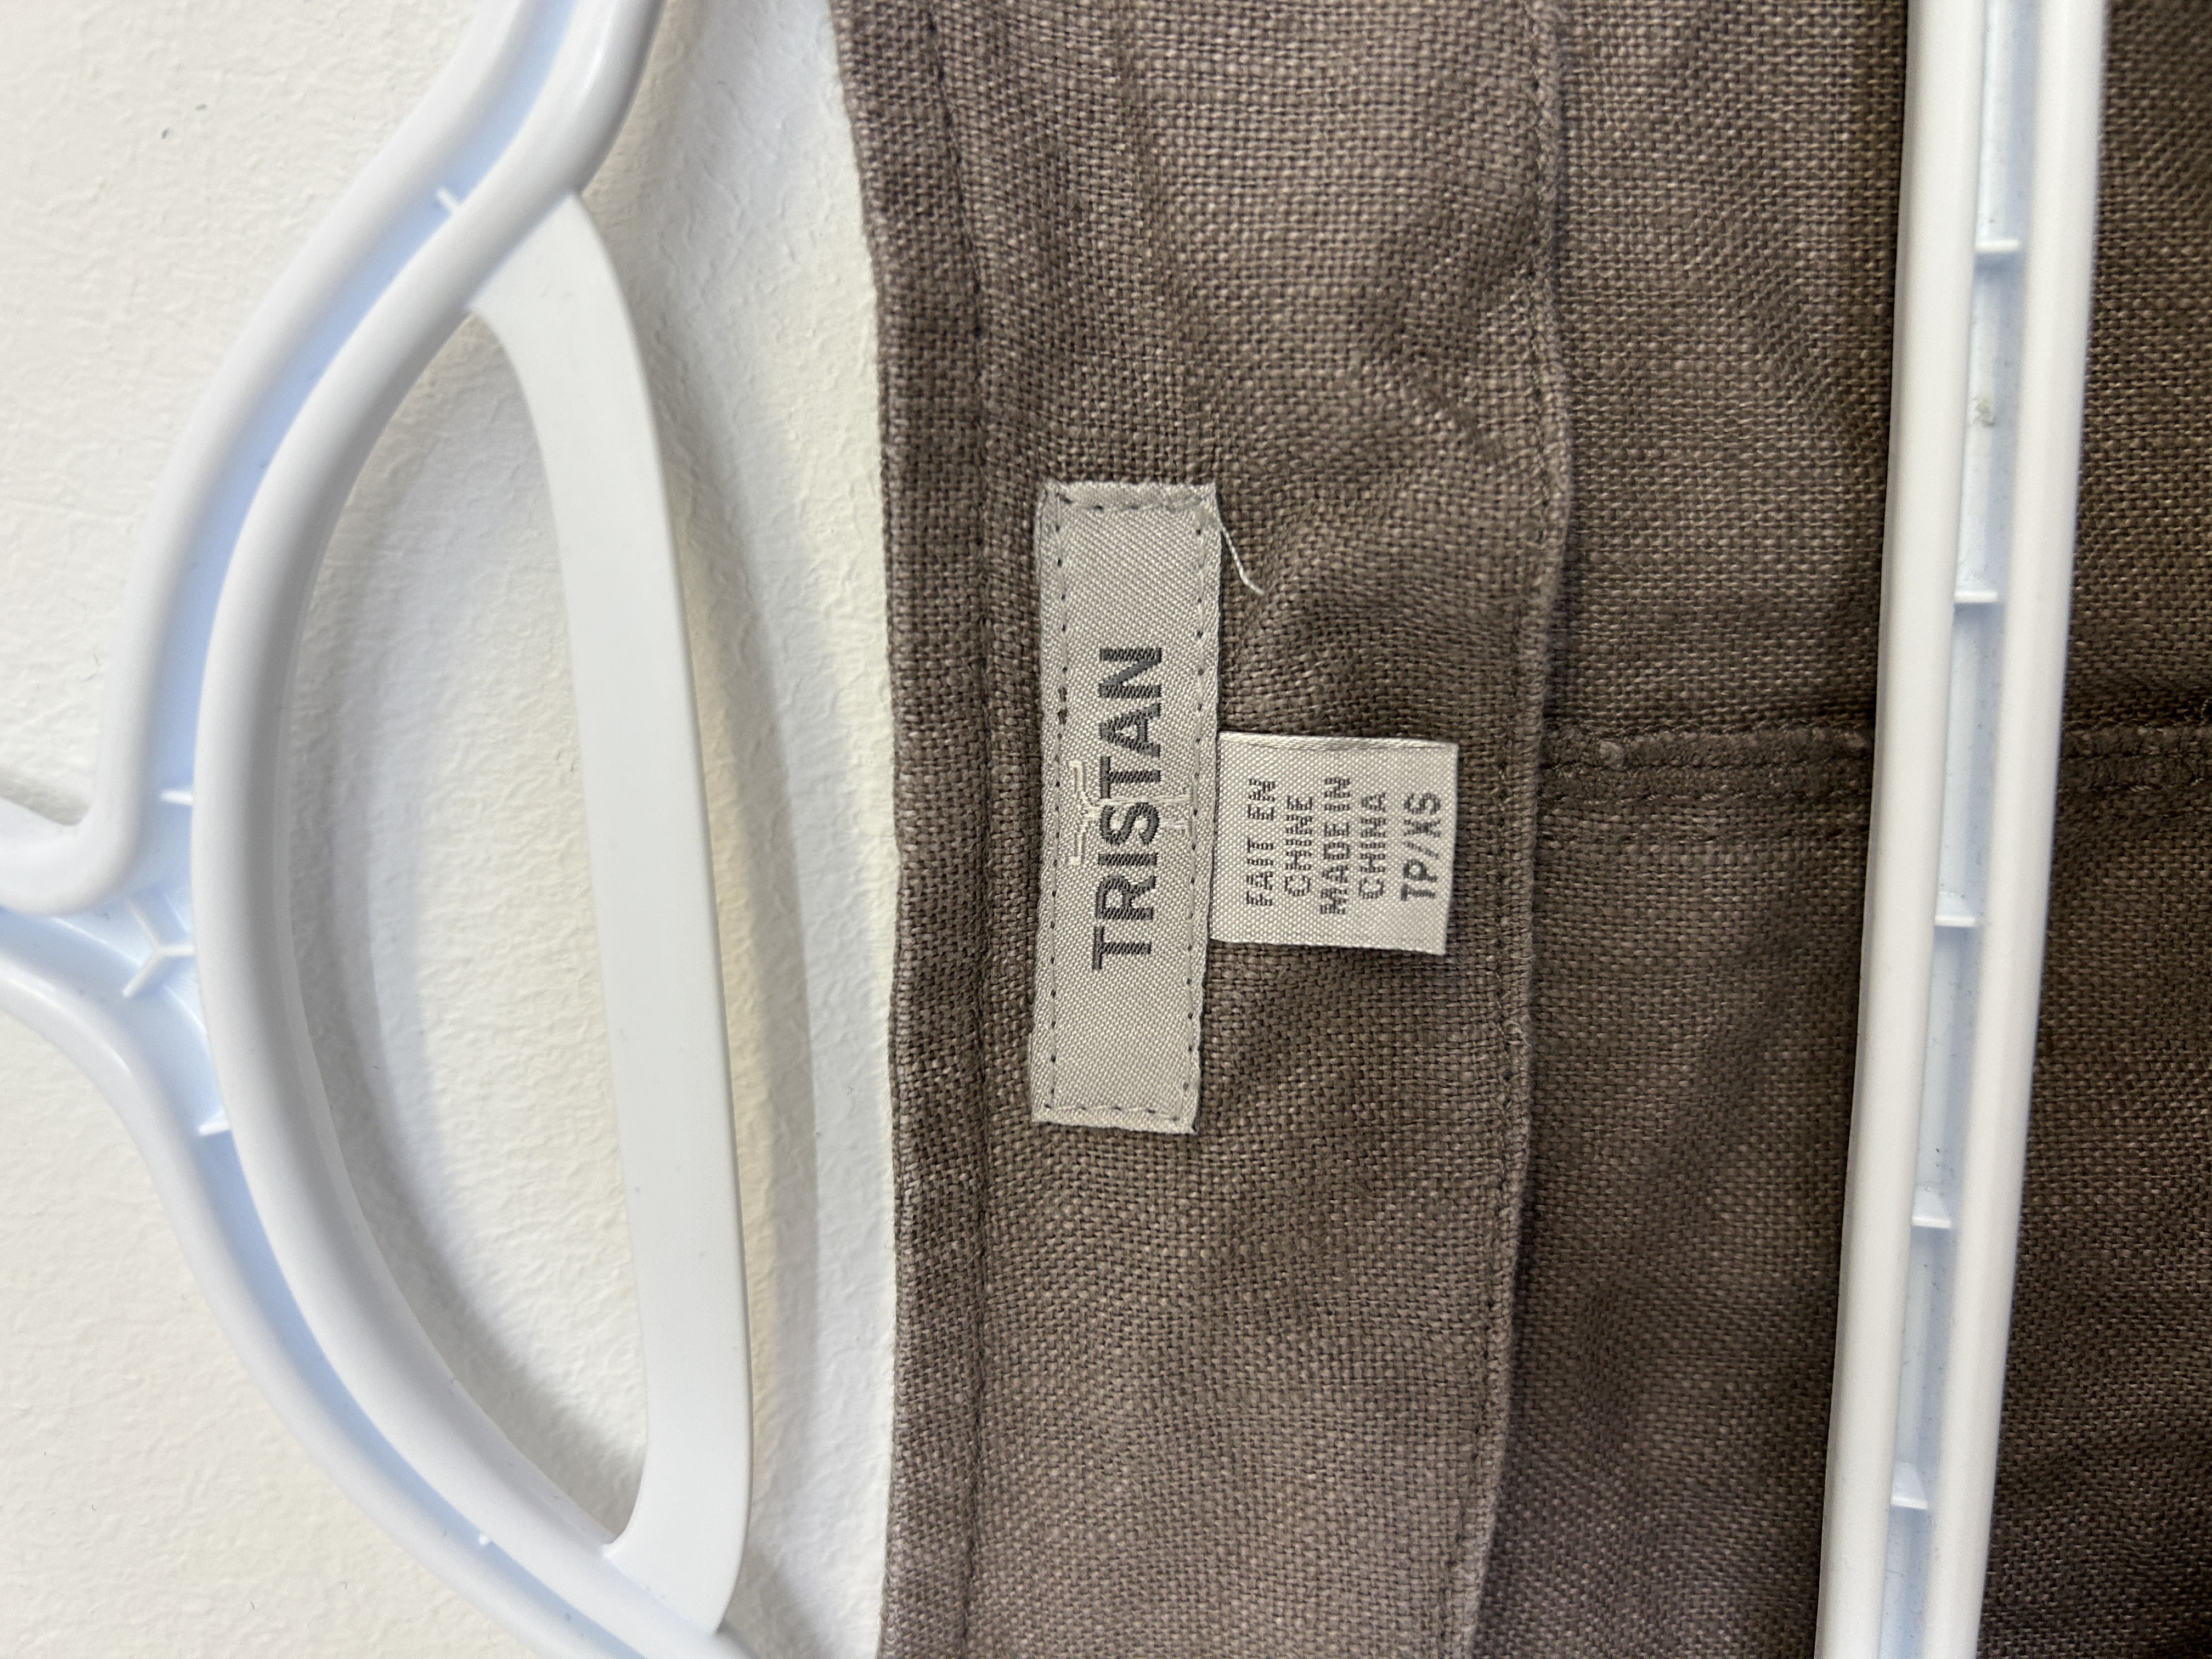 TRISTAN
FAIT EN
CHINE
MADE IN
CHINA
TP/XS